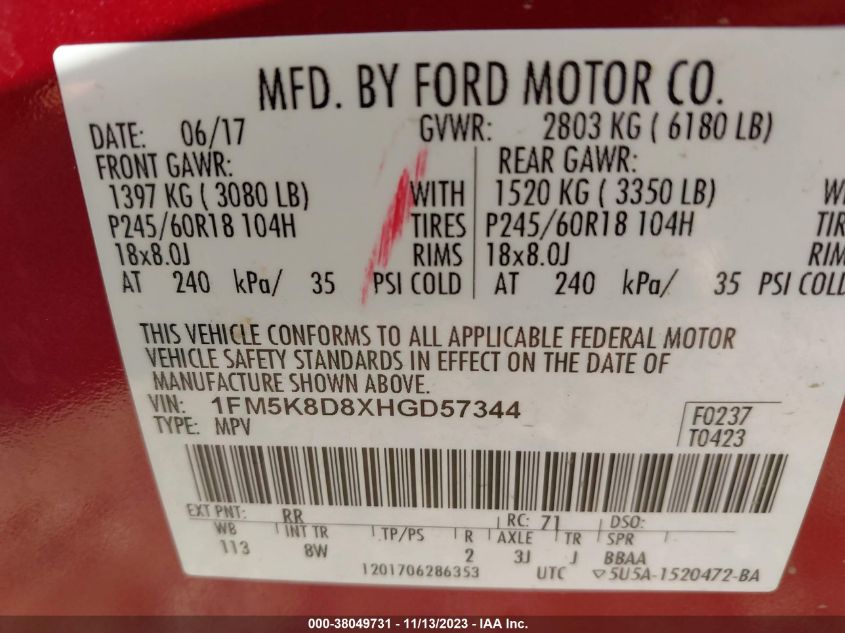 MFD. BY FORD MOTOR CO.
DATE: 06/17 GVWR: 2803 KG ( 6180 LB)
FRONT GAWR: REAR GAWR:
1397 KG ( 3080 LB) WITH 1520 KG ( 3350 LB) WI
P245/60R18 104H TIRES P245/60R18 104H TIR
18x8.0J RIMS 18x8.0J RIM
AT 240 kPa/ 35 PSI COLD AT 240 kPa/ 35 PSI COLD
THIS VEHICLE CONFORMS TO ALL APPLICABLE FEDERAL MOTOR
VEHICLE SAFETY STANDARDS IN EFFECT ON THE DATE OF
MANUFACTURE SHOWN ABOVE.
VIN: 1FM5K8D8XHGD57344 F0237
TYPE: MPV T0423
EXT PNT: RR RC: 71 DSO:
WB INT TR TP/PS R AXLE TR SPR
113 8W 2 3J J BBAA
1201706286353 UTC ▽5U5A-1520472-BA
000-38049731 - 11/13/2023 - IAA Inc.